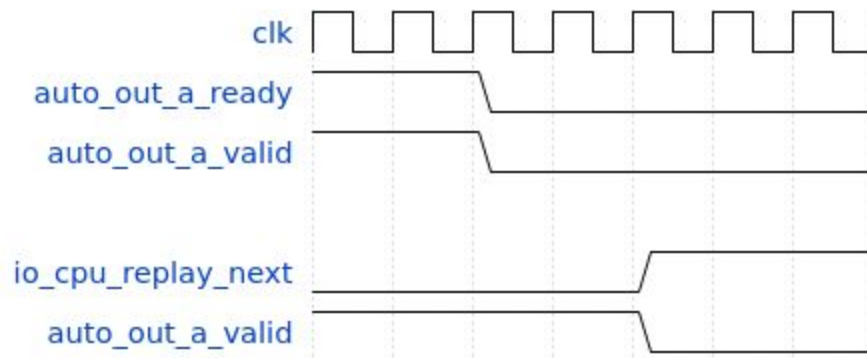 clk
auto_out_a_ready
auto_out_a_valid
io_cpu_replay_next
auto_out_a_valid